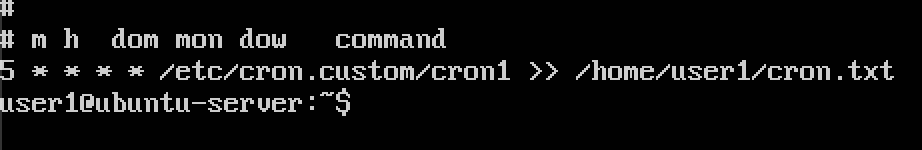 #
# m h  dom mon dow   command
5 * * * * /etc/cron.custom/cron1 >> /home/user1/cron.txt
user1@ubuntu-server:~$